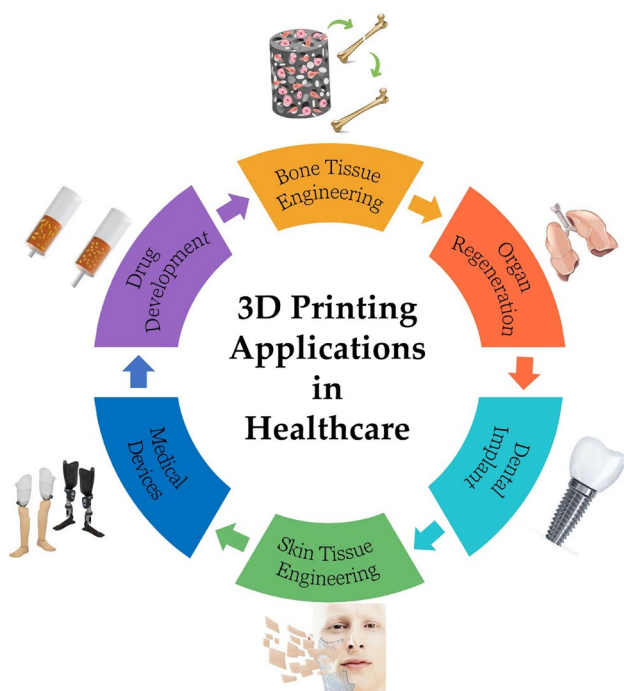 Bone Tissue
Engineering
Organ
Regeneration
Dental
Implant
Skin Tissue
Engineering
Medical
Devices
Drug
Development
3D Printing
Applications
in
Healthcare